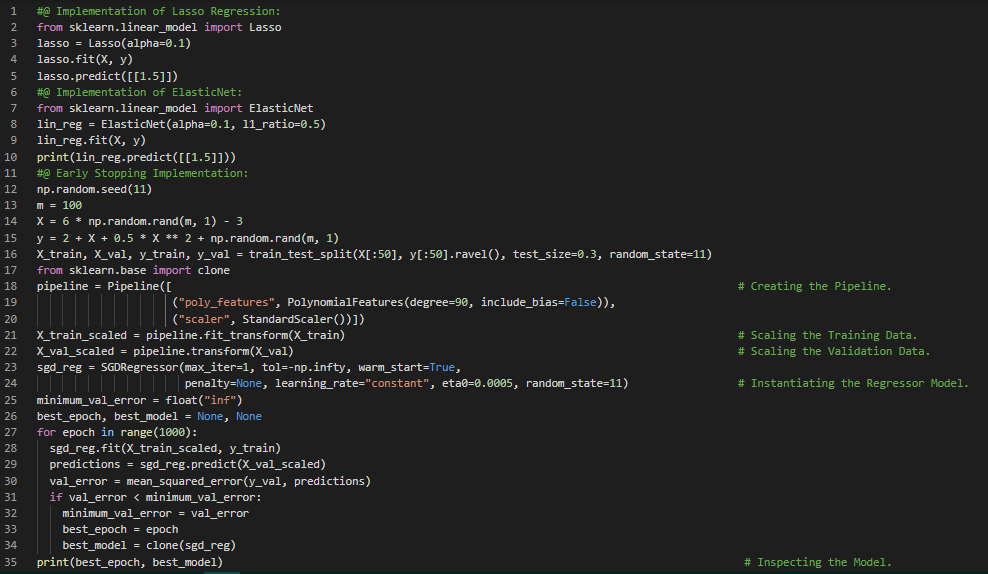 1 #@ Implementation of Lasso Regression:
2 from sklearn.linear_model import Lasso
3 lasso = Lasso(alpha=0.1)
4 lasso.fit(X, y)
5 lasso.predict([[1.5]])
6 #@ Implementation of ElasticNet:
7 from sklearn.linear_model import ElasticNet
8 lin_reg = ElasticNet(alpha=0.1, l1_ratio=0.5)
9 lin_reg.fit(X, y)
10 print(lin_reg.predict([[1.5]]))
11 #@ Early Stopping Implementation:
12 np.random.seed(11)
13 m = 100
14 X = 6 * np.random.rand(m, 1) - 3
15 y = 2 + X + 0.5 * X ** 2 + np.random.rand(m, 1)
16 X_train, X_val, y_train, y_val = train_test_split(X[:50], y[:50].ravel(), test_size=0.3, random_state=11)
17 from sklearn.base import clone
18 pipeline = Pipeline([ # Creating the Pipeline.
19 ("poly_features", PolynomialFeatures(degree=90, include_bias=False)),
20 ("scaler", StandardScaler())])
21 X_train_scaled = pipeline.fit_transform(X_train) # Scaling the Training Data.
22 X_val_scaled = pipeline.transform(X_val) # Scaling the Validation Data.
23 sgd_reg = SGDRegressor(max_iter=1, tol=-np.infty, warm_start=True,
24 penalty=None, learning_rate="constant", eta0=0.0005, random_state=11) # Instantiating the Regressor Model.
25 minimum_val_error = float("inf")
26 best_epoch, best_model = None, None
27 for epoch in range(1000):
28 sgd_reg.fit(X_train_scaled, y_train)
29 predictions = sgd_reg.predict(X_val_scaled)
30 val_error = mean_squared_error(y_val, predictions)
31 if val_error < minimum_val_error:
32 minimum_val_error = val_error
33 best_epoch = epoch
34 best_model = clone(sgd_reg)
35 print(best_epoch, best_model) # Inspecting the Model.